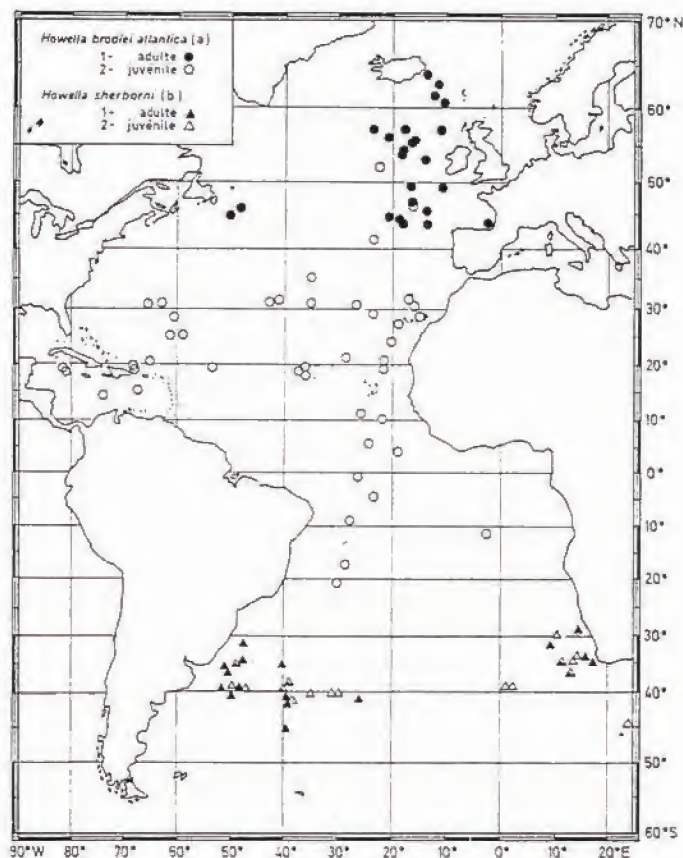 Howella brodiei atlantica (a)
1- adulte ●
2- juvénile ○
Howella sherborni (b)
1- adulte ▲
2- juvénile △
70° N
60°
50°
40°
30°
20°
10°
0°
10°
20°
30°
40°
50°
60° S
90°W 80° 70° 60° 50° 40° 30° 20° 10° 0° 10° 20°E